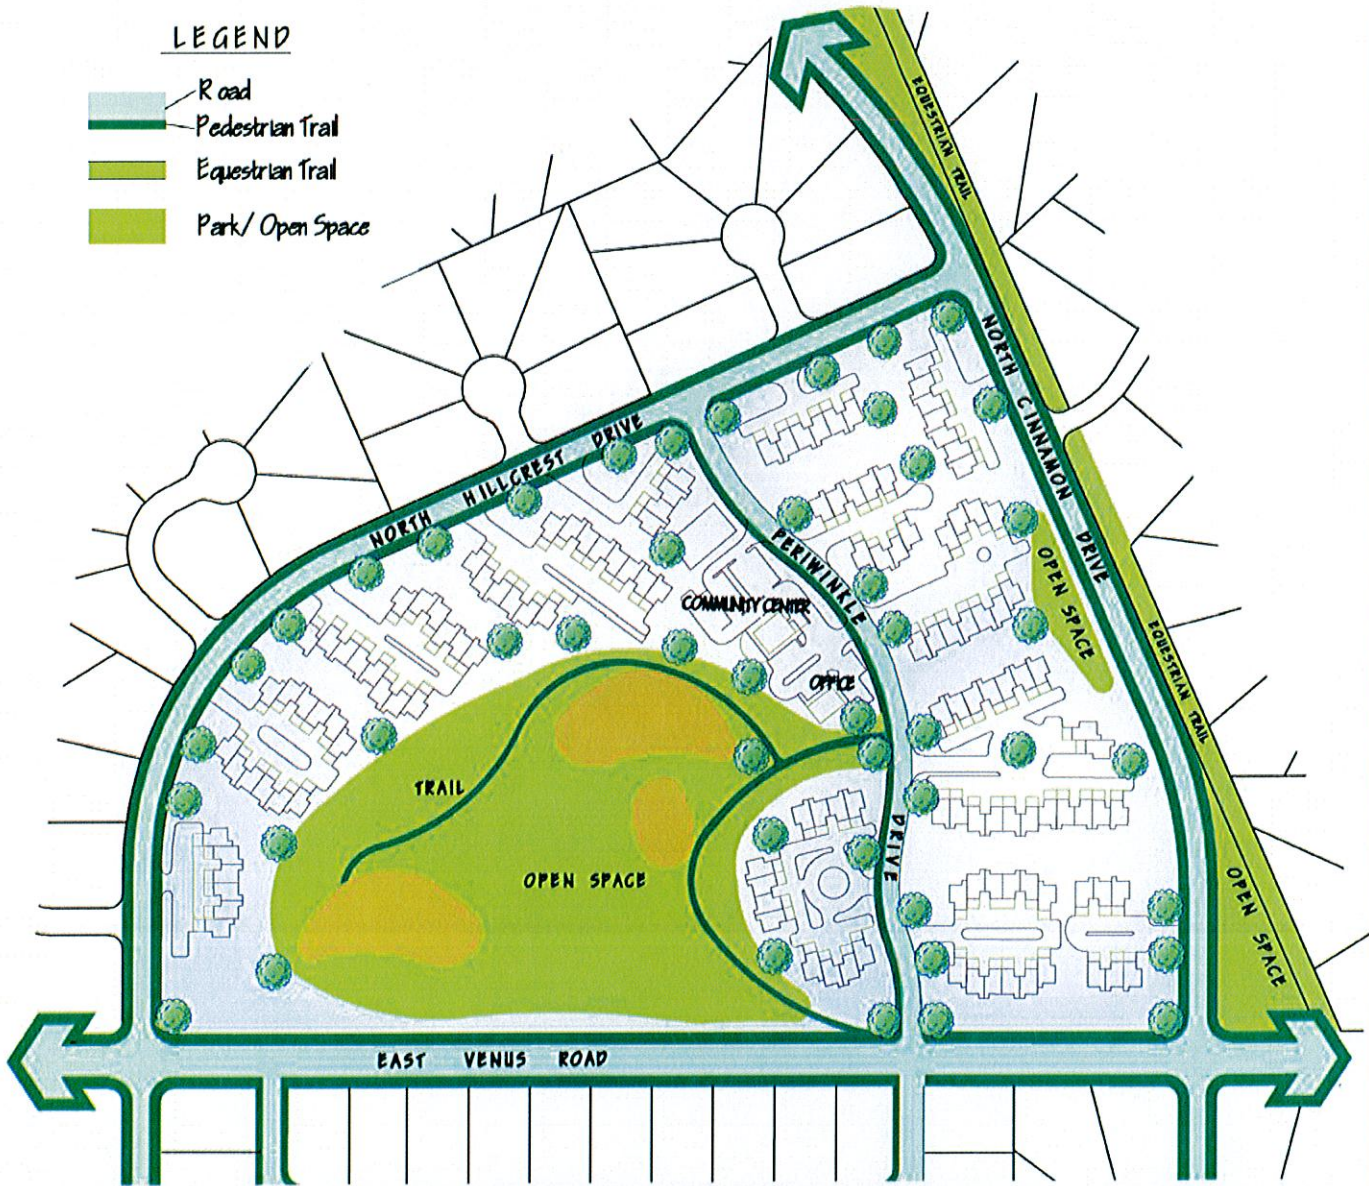 LEGEND
Road
Pedestrian Trail
Equestrian Trail
Park/ Open Space
EQUESTRIAN TRAIL
NORTH CINNAMON DRIVE
NORTH HILLCREST DRIVE
PERIWINKLE DRIVE
OPEN SPACE
COMMUNITY CENTER
OFFICE
EQUESTRIAN TRAIL
TRAIL
OPEN SPACE
OPEN SPACE
EAST VENUS ROAD